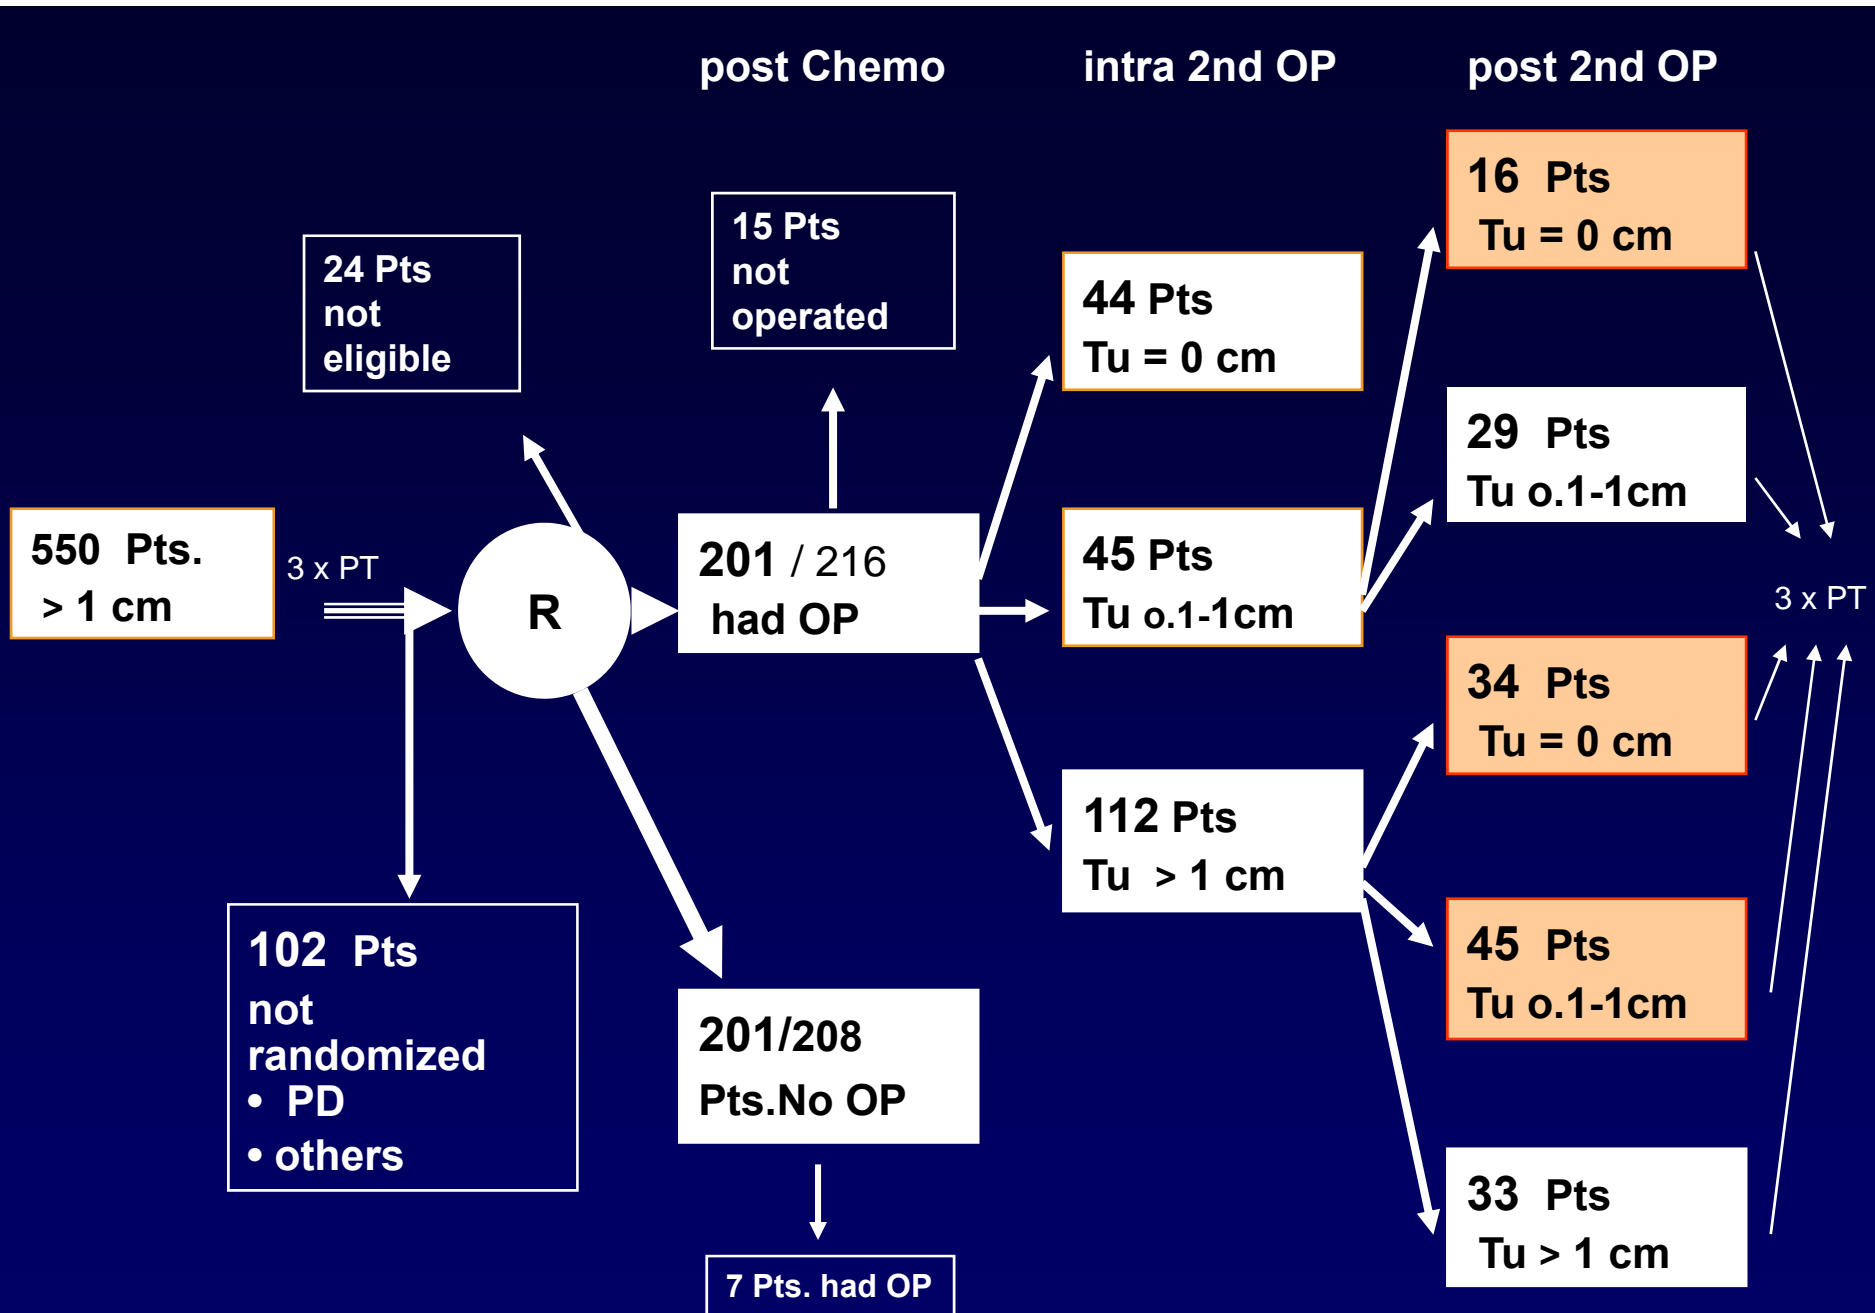 post Chemo
intra 2nd OP
post 2nd OP
24 Pts
not
eligible
15 Pts
not
operated
550 Pts.
> 1 cm
3 x PT
R
201 / 216
had OP
102 Pts
not
randomized
• PD
• others
201/208
Pts.No OP
7 Pts. had OP
44 Pts
Tu = 0 cm
45 Pts
Tu o.1-1cm
112 Pts
Tu > 1 cm
16 Pts
Tu = 0 cm
29 Pts
Tu o.1-1cm
34 Pts
Tu = 0 cm
45 Pts
Tu o.1-1cm
33 Pts
Tu > 1 cm
3 x PT